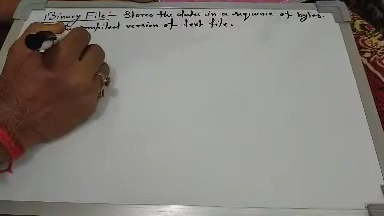 Binary File :- Stores the data in a sequence of bytes.
compiled version of text file.